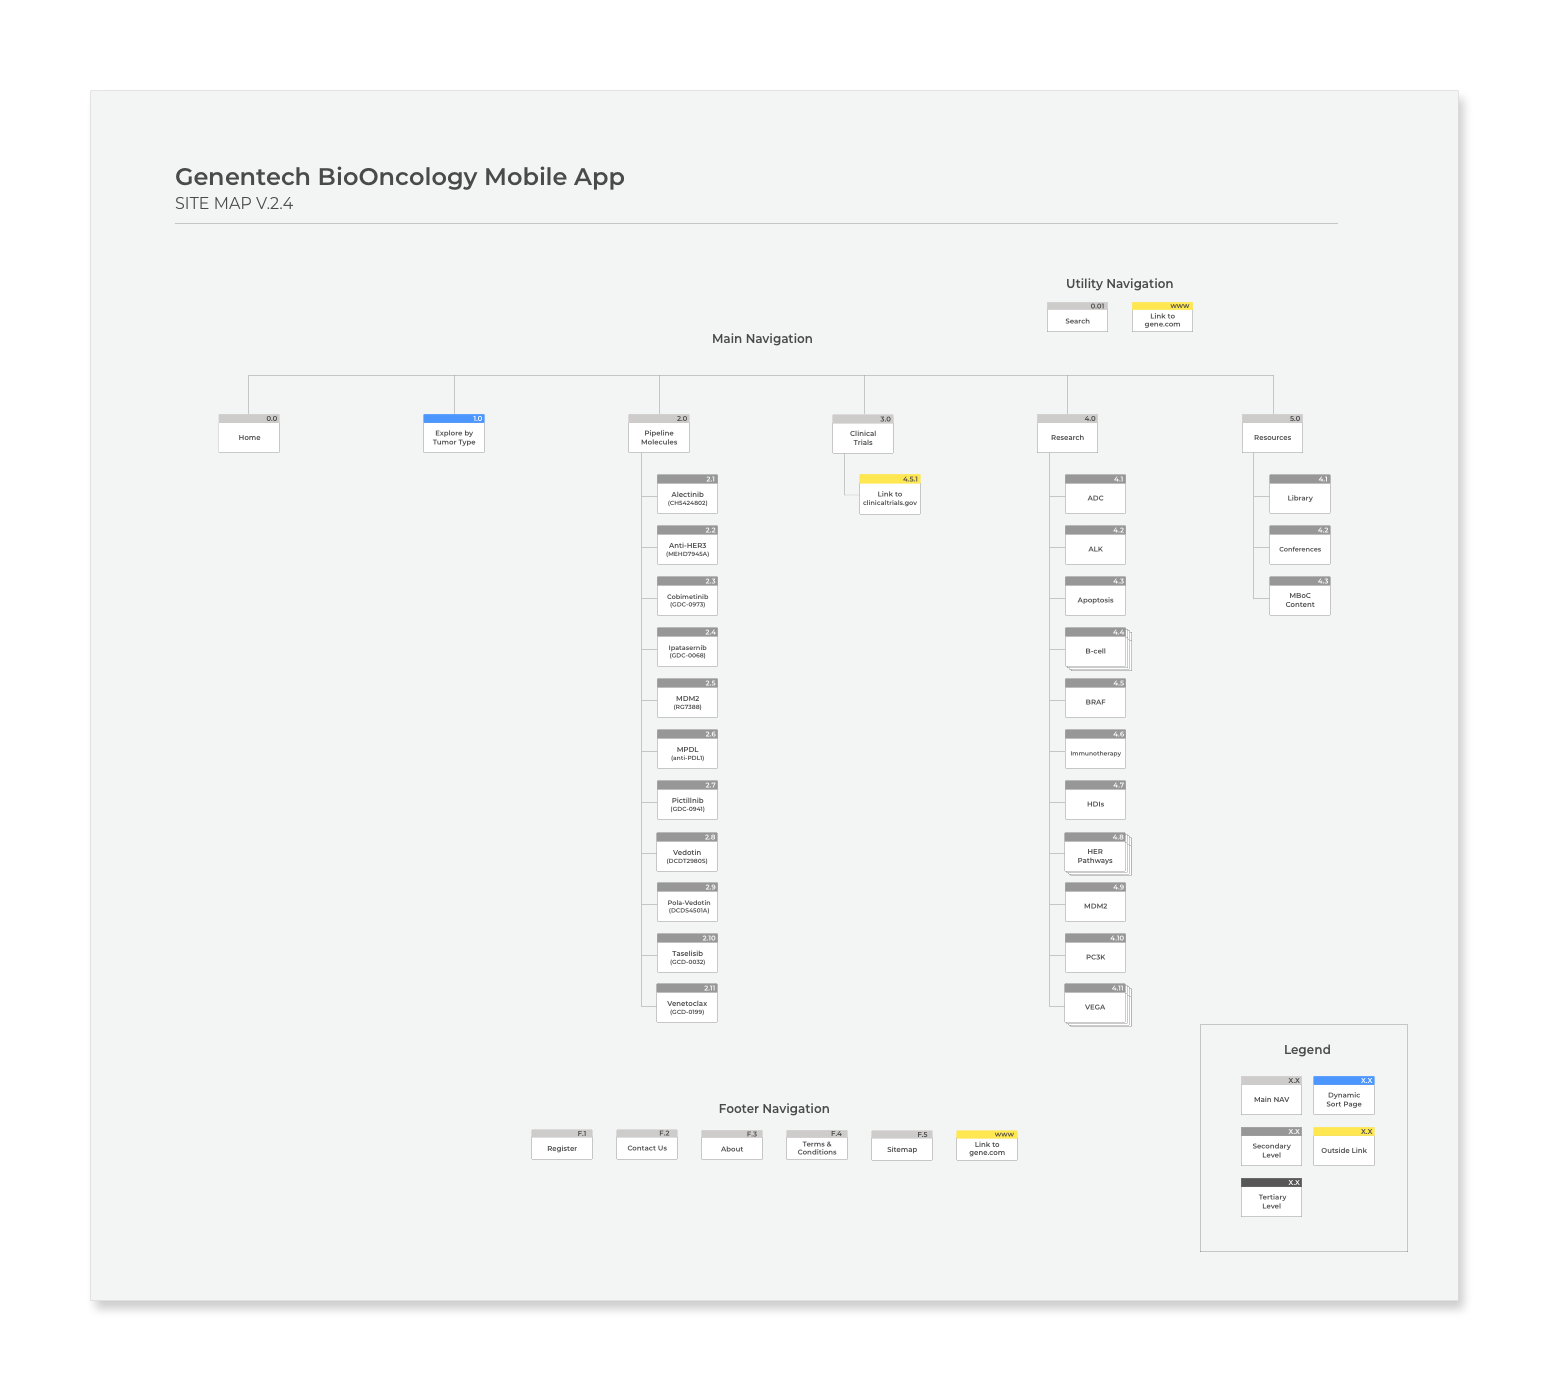 Genentech BioOncology Mobile App
SITE MAP V.2.4
Utility Navigation
0.01
Search
WWW
Link to
gene.com
Main Navigation
0.0
Home
1.0
Explore by
Tumor Type
2.0
Pipeline
Molecules
3.0
Clinical
Trials
4.0
Research
5.0
Resources
2.1
Alectinib
(CH5424802)
2.2
Anti-HER3
(MEHD7945A)
2.3
Cobimetinib
(GDC-0973)
2.4
Ipatasernib
(GDC-0068)
2.5
MDM2
(RG7388)
2.6
MPDL
(anti-PDL1)
2.7
Pictillnib
(GDC-0941)
2.8
Vedotin
(DCDT2980S)
2.9
Pola-Vedotin
(DCDS4501A)
2.10
Taselisib
(GCD-0032)
2.11
Venetoclax
(GCD-0199)
4.5.1
Link to
clinicaltrials.gov
4.1
ADC
4.2
ALK
4.3
Apoptosis
4.4
B-cell
4.5
BRAF
4.6
Immunotherapy
4.7
HDIs
4.8
HER
Pathways
4.9
MDM2
4.10
PC3K
4.11
VEGA
4.1
Library
4.2
Conferences
4.3
MBoC
Content
Footer Navigation
F.1
Register
F.2
Contact Us
F.3
About
F.4
Terms &
Conditions
F.5
Sitemap
WWW
Link to
gene.com
Legend
X.X
Main NAV
X.X
Dynamic
Sort Page
X.X
Secondary
Level
X.X
Outside Link
X.X
Tertiary
Level